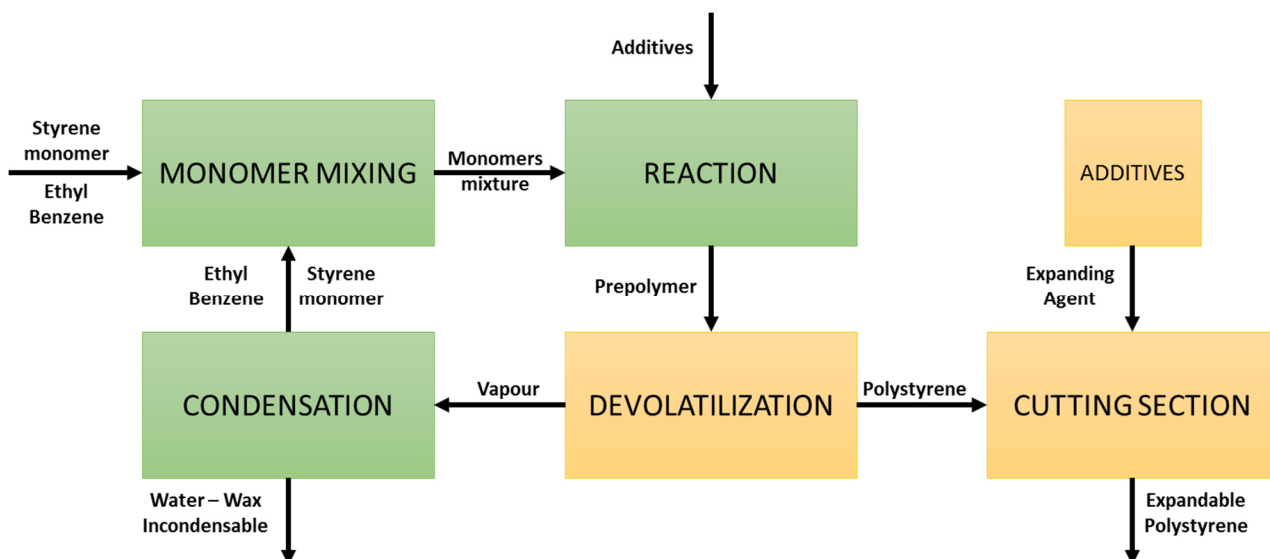 Additives
Styrene
monomer
Ethyl
Benzene
MONOMER MIXING
Monomers
mixture
REACTION
ADDITIVES
Ethyl
Benzene
Styrene
monomer
Prepolymer
Expanding
Agent
CONDENSATION
Vapour
DEVOLATILIZATION
Polystyrene
CUTTING SECTION
Water – Wax
Incondensable
Expandable
Polystyrene